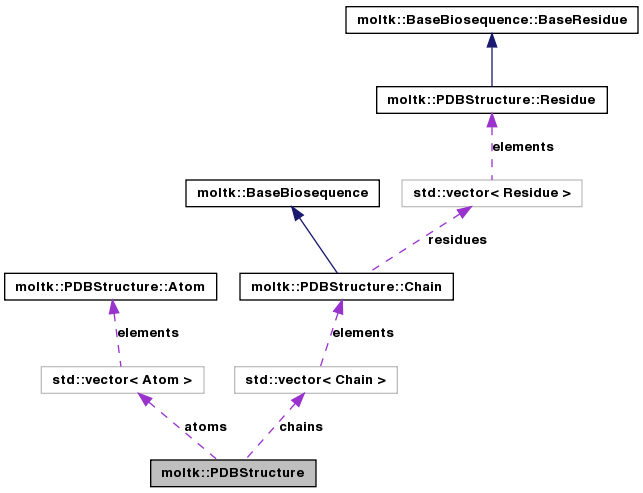 moltk::BaseBiosequence::BaseResidue
moltk::PDBStructure::Residue
elements
moltk::BaseBiosequence
std::vector< Residue >
residues
moltk::PDBStructure::Atom
moltk::PDBStructure::Chain
elements
elements
std::vector< Atom >
std::vector< Chain >
atoms
chains
moltk::PDBStructure